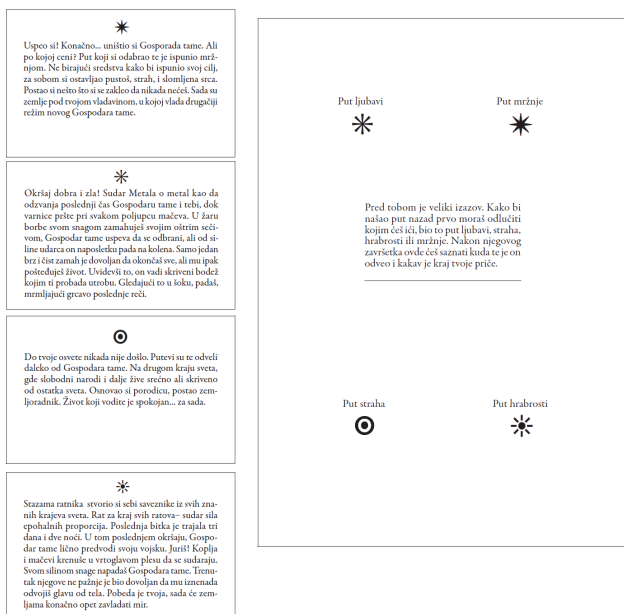 Uspeo si! Konačno... uništio si Gosporada tame. Ali
po kojoj ceni? Put koji si odabrao te je ispunio mrž-
njom. Ne birajući sredstva kako bi ispunio svoj cilj,
za sobom si ostavljao pustoš, strah, i slomljena srca.
Postao si nešto što si se zakleo da nikada nećeš. Sada su
zemlje pod tvojom vladavinom, u kojoj vlada drugačiji
režim novog Gospodara tame.
Okršaj dobra i zla! Sudar Metala o metal kao da
odzvanja poslednji čas Gospodaru tame i tebi, dok
varnice pršte pri svakom poljupcu mačeva. U žaru
borbe svom snagom zamahuješ svojim oštrim seči-
vom, Gospodar tame uspeva da se odbrani, ali od si-
line udarca on naposletku pada na kolena. Samo jedan
brz i čist zamah je dovoljan da okončaš sve, ali mu ipak
pošteđuješ život. Uvidevši to, on vadi skriveni bodež
kojim ti probada utrobu. Gledajući to u šoku, padaš,
mrmljajući grcavo poslednje reči.
Do tvoje osvete nikada nije došlo. Putevi su te odveli
daleko od Gospodara tame. Na drugom kraju sveta,
gde slobodni narodi i dalje žive srećno ali skriveno
od ostatka sveta. Osnovao si porodicu, postao zem-
ljoradnik. Život koji vodite je spokojan... za sada.
Stazama ratnika stvorio si sebi saveznike iz svih zna-
nih krajeva sveta. Rat za kraj svih ratova– sudar sila
epohalnih proporcija. Poslednja bitka je trajala tri
dana i dve noći. U tom poslednjem okršaju, Gospo-
dar tame lično predvodi svoju vojsku. Juriš! Koplja
i mačevi krenuše u vrtoglavom plesu da se sudaraju.
Svom silinom snage napadaš Gospodara tame. Trenu-
tak njegove ne pažnje je bio dovoljan da mu iznenada
odvojiš glavu od tela. Pobeda je tvoja, sada će zem-
ljama konačno opet zavladati mir.
Put ljubavi
Put mržnje
Pred tobom je veliki izazov. Kako bi
našao put nazad prvo moraš odlučiti
kojim ćeš ići, bio to put ljubavi, straha,
hrabrosti ili mržnje. Nakon njegovog
završetka ovde ćeš saznati kuda te je on
odveo i kakav je kraj tvoje priče.
Put straha
Put hrabrosti